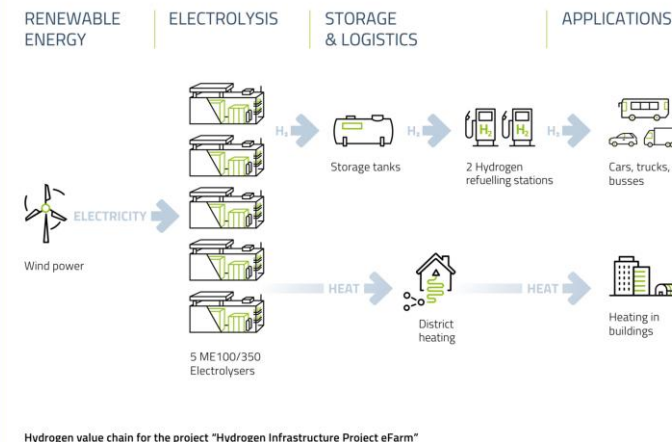 RENEWABLE
ENERGY
ELECTROLYSIS
STORAGE
& LOGISTICS
APPLICATIONS
H₂
H₂
H₂
H₂
H₂
Storage tanks
2 Hydrogen
refuelling stations
Cars, trucks,
busses
ELECTRICITY
Wind power
HEAT
HEAT
District
heating
Heating in
buildings
5 ME100/350
Electrolysers
Hydrogen value chain for the project "Hydrogen Infrastructure Project eFarm"